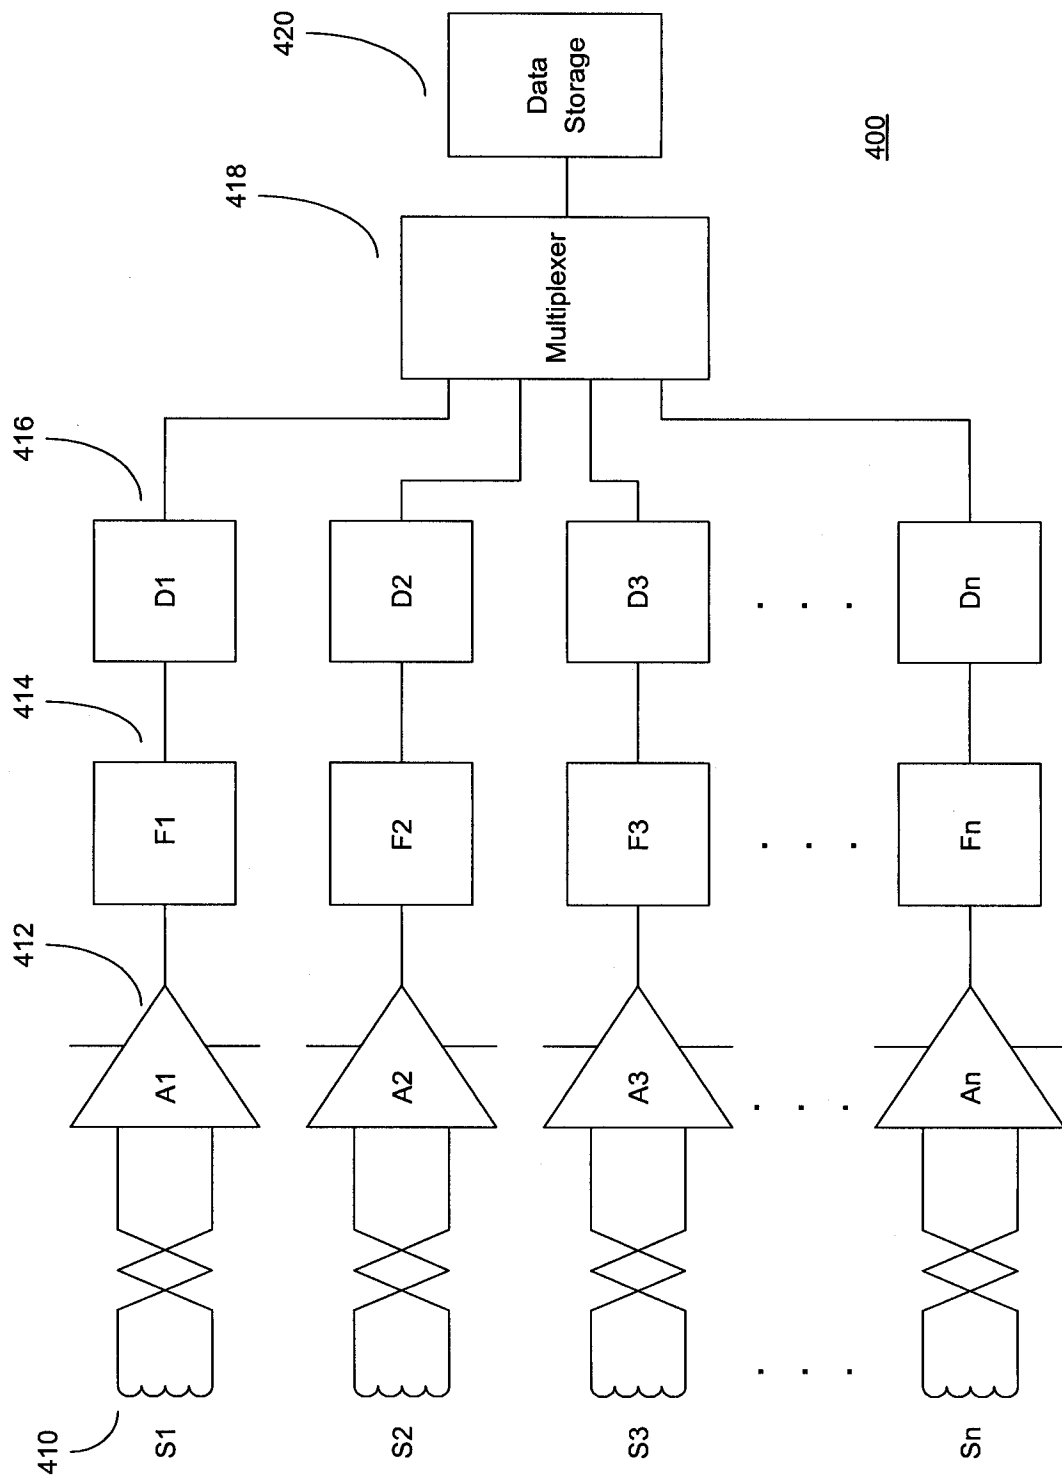 410
412
414
416
418
420
S1
A1
F1
D1
S2
A2
F2
D2
Multiplexer
Data
Storage
S3
A3
F3
D3
. . .
. . .
. . .
. . .
Sn
An
Fn
Dn
400